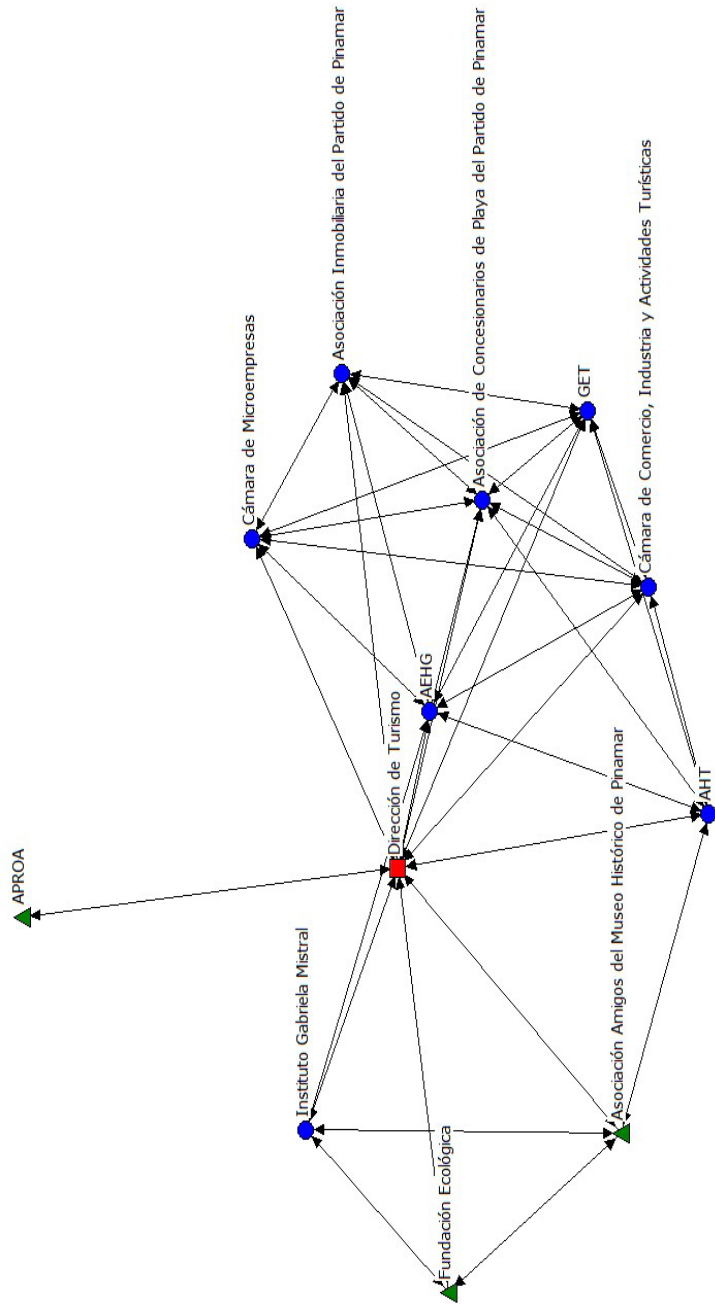 APROA
Asociación Inmobiliaria del Partido de Pinamar
Cámara de Microempresas
Asociación de Concesionarios de Playa del Partido de Pinamar
GET
Cámara de Comercio, Industria y Actividades Turísticas
AEHG
Dirección de Turismo
Instituto Gabriela Mistral
AHT
Asociación Amigos del Museo Histórico de Pinamar
Fundación Ecológica